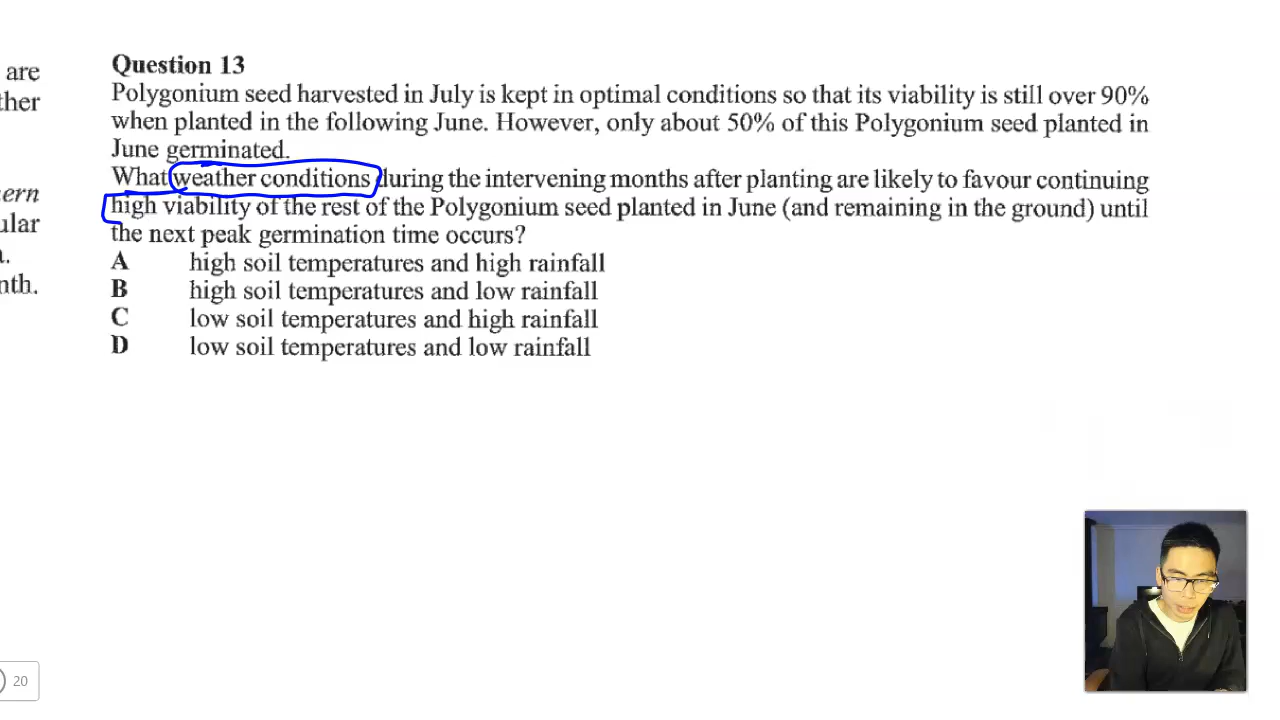 are
ther
ern
ular
nth.
Question 13
Polygonium seed harvested in July is kept in optimal conditions so that its viability is still over 90%
when planted in the following June. However, only about 50% of this Polygonium seed planted in
June germinated.
What weather conditions during the intervening months after planting are likely to favour continuing
high viability of the rest of the Polygonium seed planted in June (and remaining in the ground) until
the next peak germination time occurs?
A high soil temperatures and high rainfall
B high soil temperatures and low rainfall
C low soil temperatures and high rainfall
D low soil temperatures and low rainfall
20